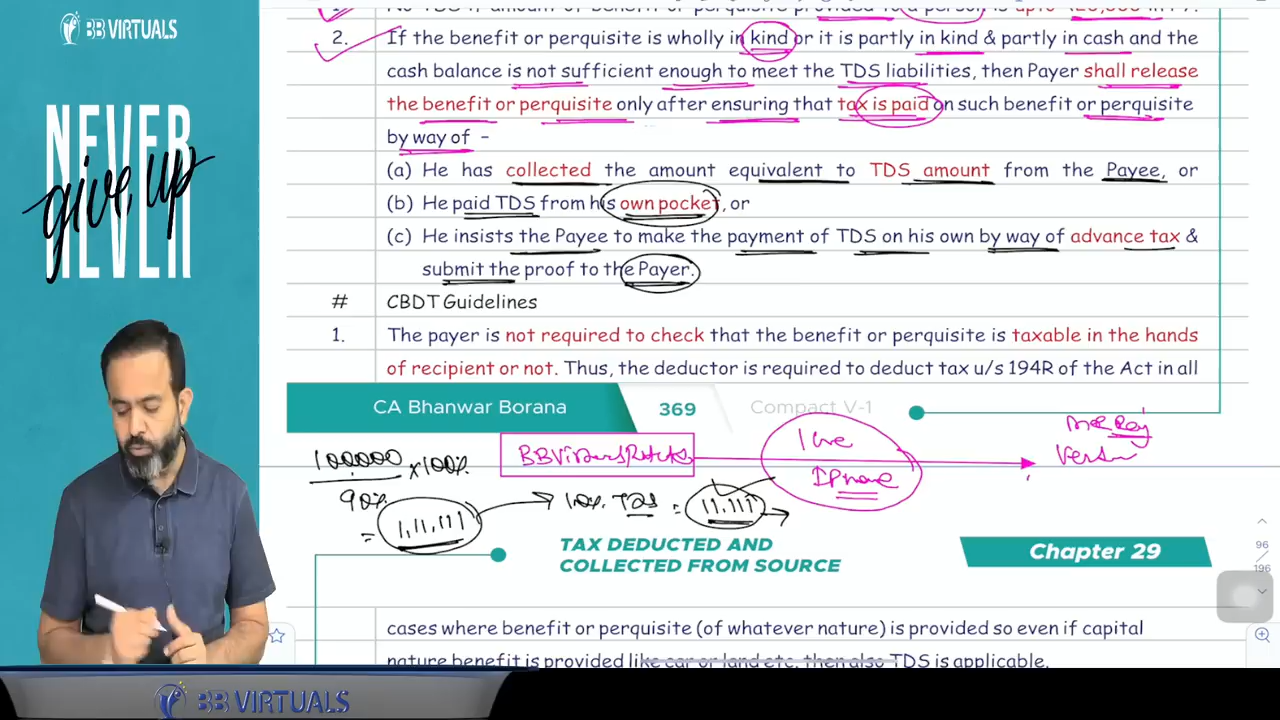 BB VIRTUALS
NEVER
give up
NEVER
2. If the benefit or perquisite is wholly in kind or it is partly in kind & partly in cash and the
cash balance is not sufficient enough to meet the TDS liabilities, then Payer shall release
the benefit or perquisite only after ensuring that tax is paid on such benefit or perquisite
by way of -
(a) He has collected the amount equivalent to TDS amount from the Payee, or
(b) He paid TDS from his own pocket, or
(c) He insists the Payee to make the payment of TDS on his own by way of advance tax &
submit the proof to the Payer.
# CBDT Guidelines
1. The payer is not required to check that the benefit or perquisite is taxable in the hands
of recipient or not. Thus, the deductor is required to deduct tax u/s 194R of the Act in all
CA Bhanwar Borana 369 Compact V-1
100,000 × 100%
90%
= 1,11,111
10% TDS = 11,111
IPhone
TAX DEDUCTED AND
COLLECTED FROM SOURCE
Chapter 29
96
196
cases where benefit or perquisite (of whatever nature) is provided so even if capital
nature benefit is provided like car or land etc. then also TDS is applicable.
BB VIRTUALS